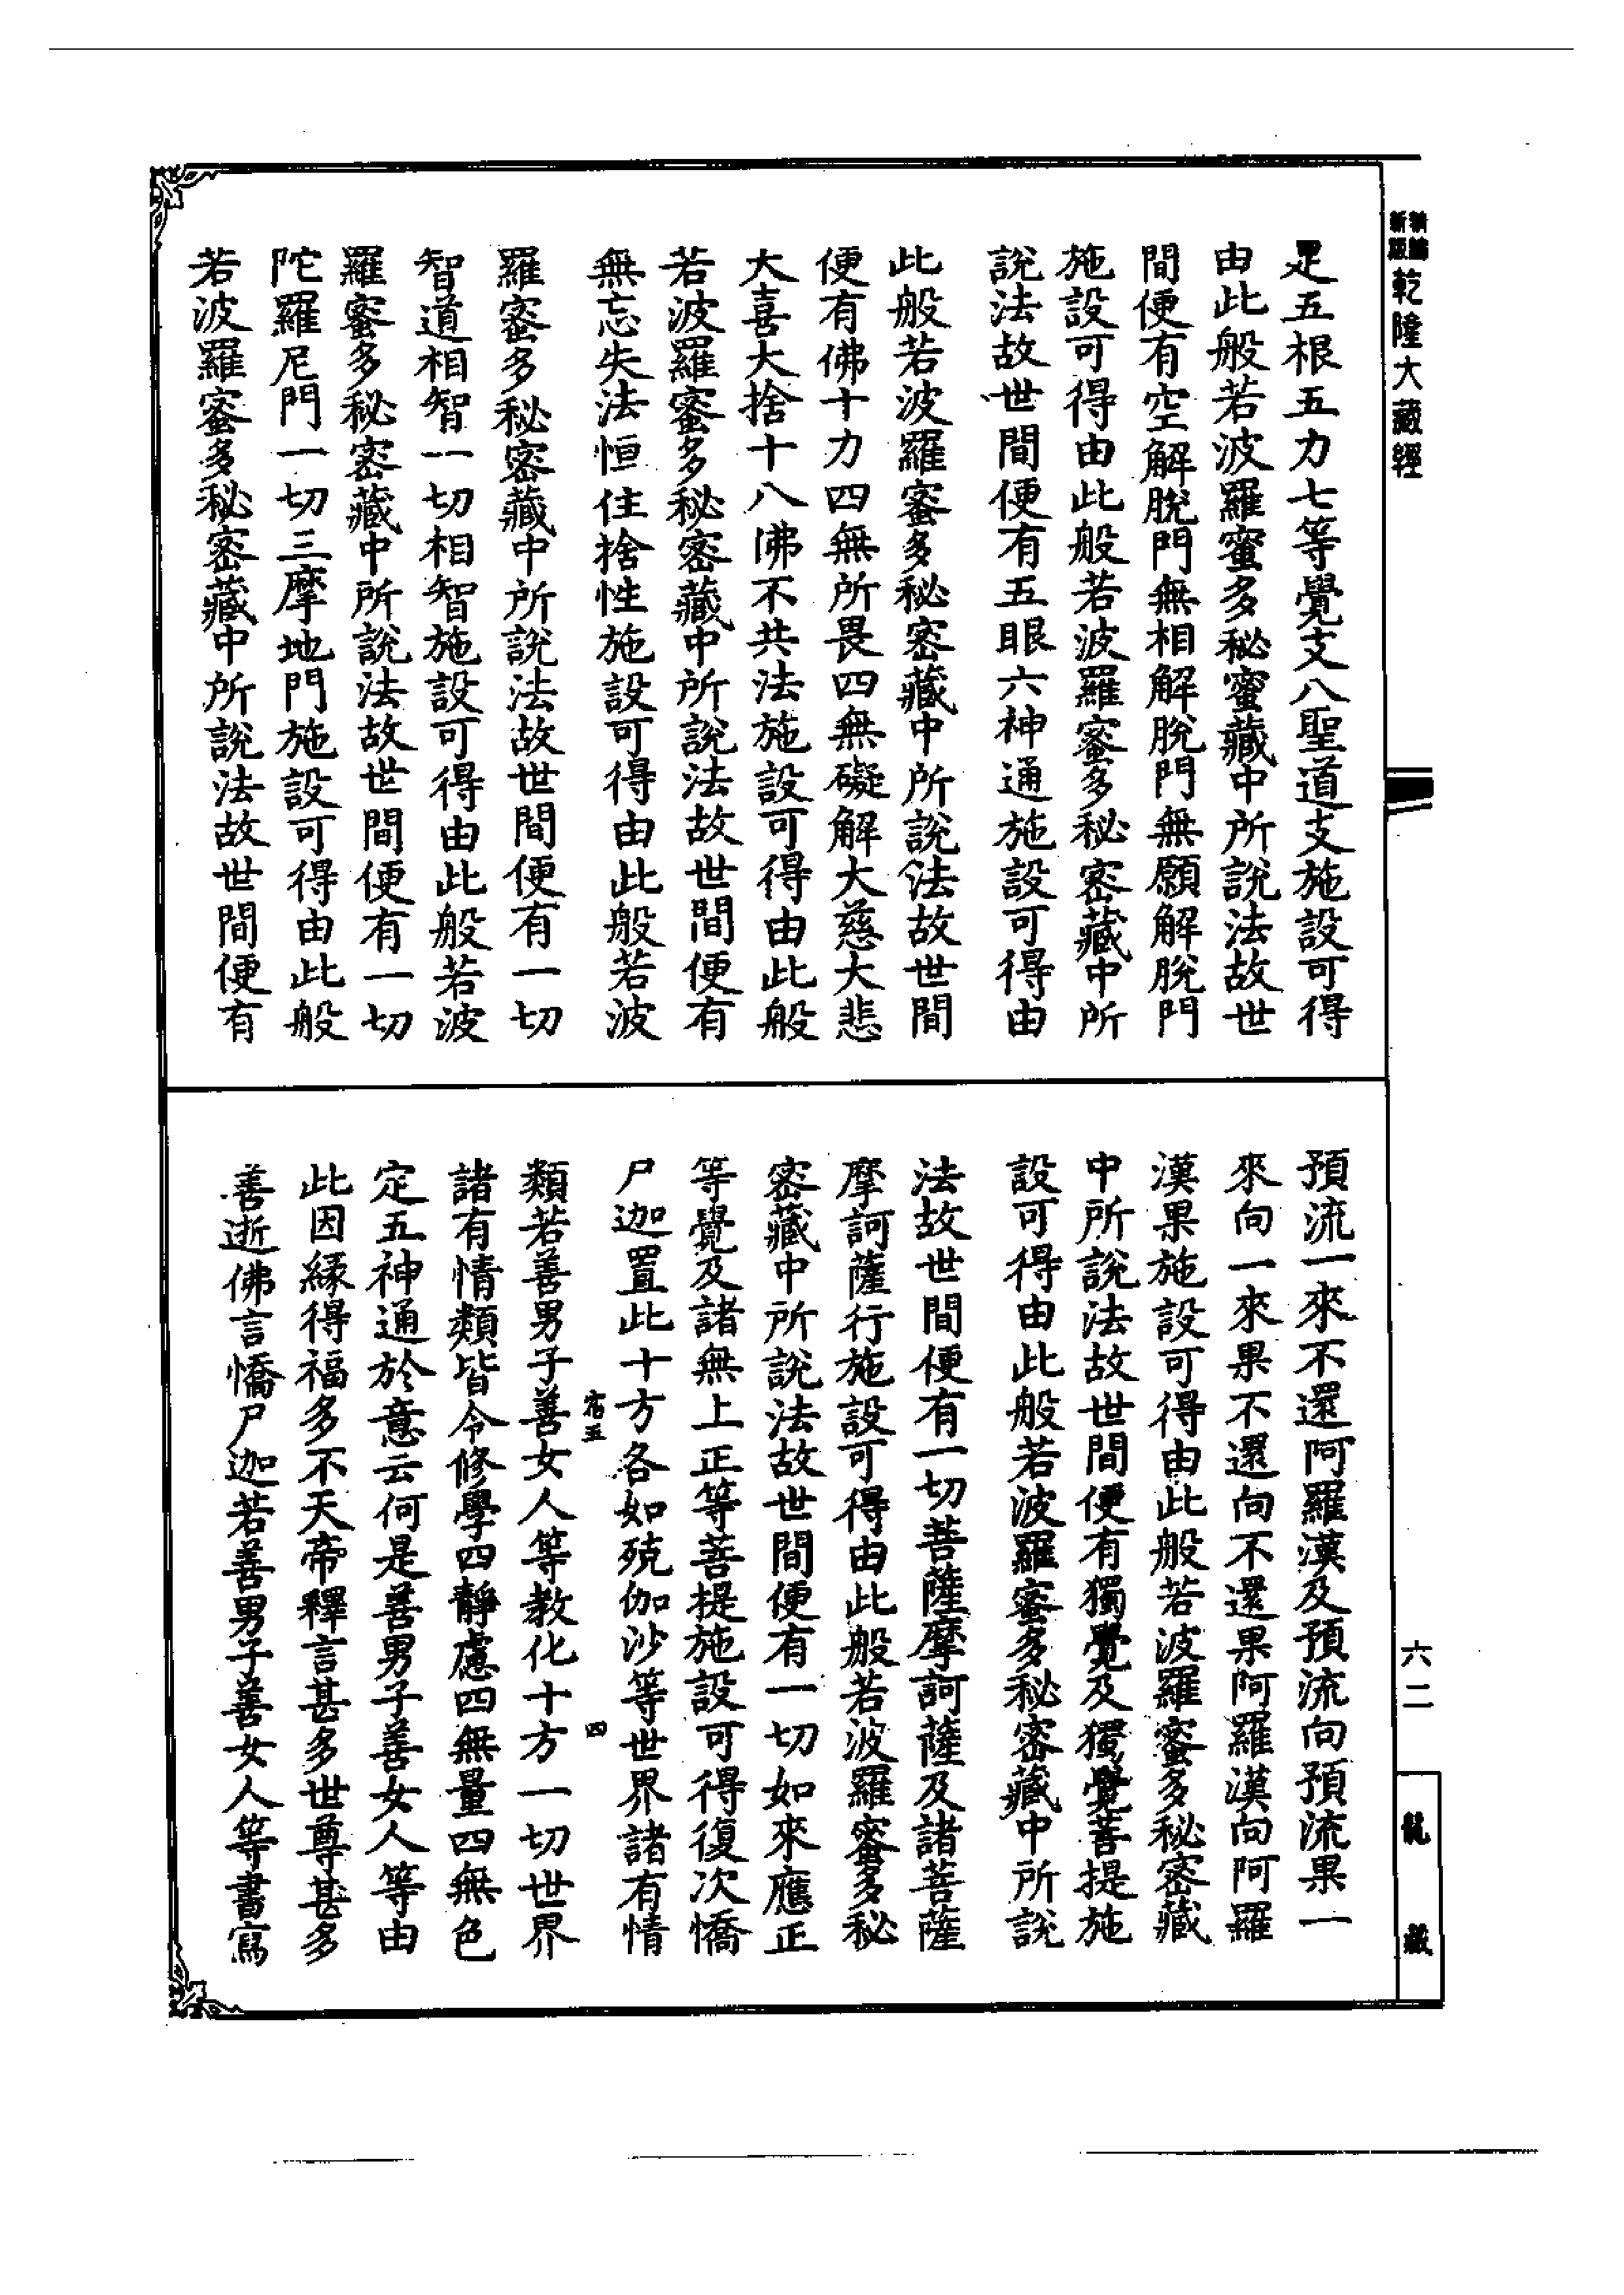 乾隆大藏經
足五根五力七等覺支八聖道支施設可得
由此般若波羅蜜多秘蜜藏中所說法故世
間便有空解脫門無相解脫門無願解脫門
施設可得由此般若波羅蜜多秘密藏中所
說法故世間便有五眼六神通施設可得由
此般若波羅蜜多秘密藏中所說法故世間
便有佛十力四無所畏四無礙解大慈大悲
大喜大捨十八佛不共法施設可得由此般
若波羅蜜多秘密藏中所說法故世間便有
無忘失法恒住捨性施設可得由此般若波
羅密多秘密藏中所說法故世間便有一切
智道相智一切相智施設可得由此般若波
羅蜜多秘密藏中所說法故世間便有一切
陀羅尼門一切三摩地門施設可得由此般
若波羅蜜多秘密藏中所說法故世間便有
預流一來不還阿羅漢及預流向預流果一
來向一來果不還向不還果阿羅漢向阿羅
漢果施設可得由此般若波羅蜜多秘密藏
中所說法故世間便有獨覺及獨覺菩提施
設可得由此般若波羅蜜多秘密藏中所說
法故世間便有一切菩薩摩訶薩及諸菩薩
摩訶薩行施設可得由此般若波羅蜜多秘
密藏中所說法故世間便有一切如來應正
等覺及諸無上正等菩提施設可得復次憍
尸迦置此十方各如殑伽沙等世界諸有情
類若善男子善女人等教化十方一切世界
諸有情類皆令修學四靜慮四無量四無色
定五神通於意云何是善男子善女人等由
此因緣得福多不天帝釋言甚多世尊甚多
善逝佛言憍尸迦若善男子善女人等書寫
六二
龍藏
四